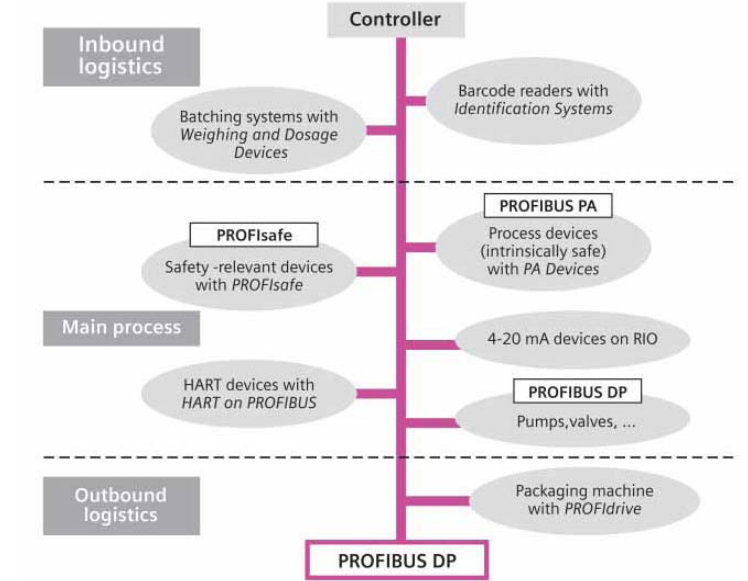 Controller
Inbound
logistics
Barcode readers with
Identification Systems
Batching systems with
Weighing and Dosage
Devices
PROFIBUS PA
PROFIsafe
Process devices
(intrinsically safe)
with PA Devices
Safety -relevant devices
with PROFIsafe
Main process
4-20 mA devices on RIO
HART devices with
HART on PROFIBUS
PROFIBUS DP
Pumps,valves, ...
Outbound
logistics
Packaging machine
with PROFIdrive
PROFIBUS DP